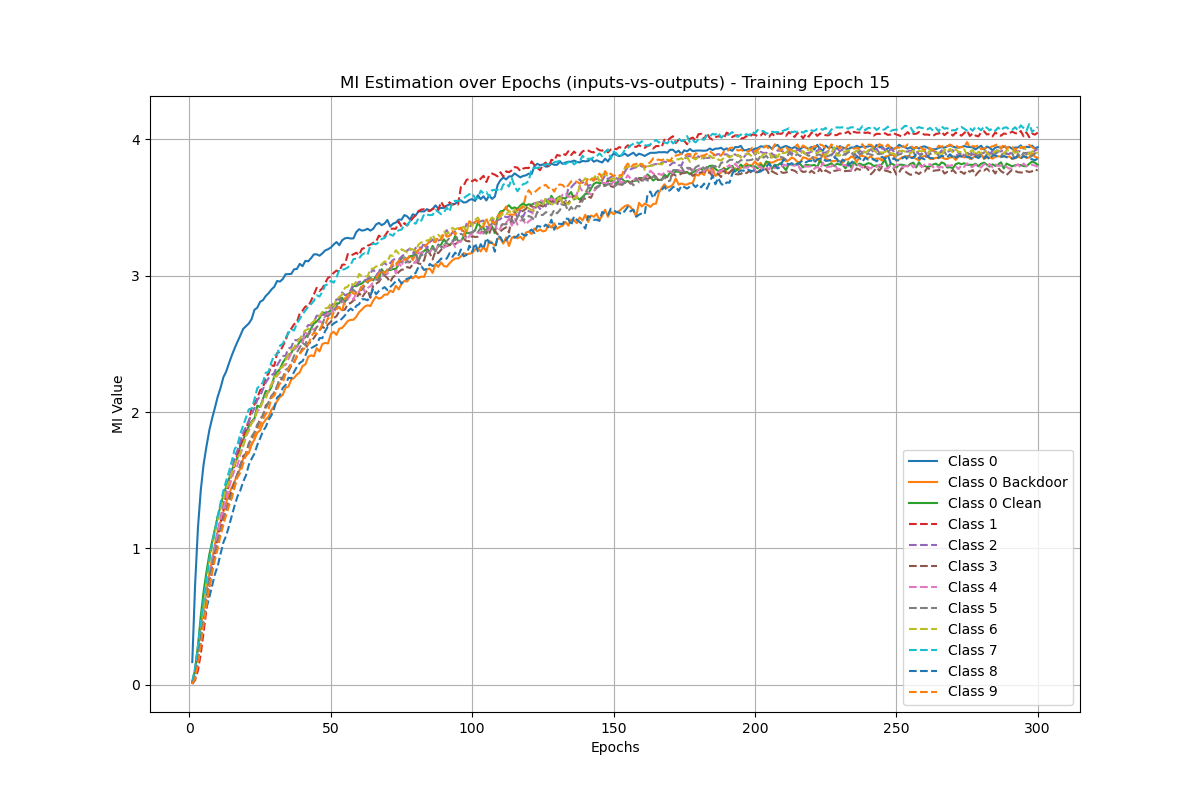 MI Estimation over Epochs (inputs-vs-outputs) - Training Epoch 15
MI Value
4
3
2
1
0
0
50
100
150
200
250
300
Epochs
Class 0
Class 0 Backdoor
Class 0 Clean
Class 1
Class 2
Class 3
Class 4
Class 5
Class 6
Class 7
Class 8
Class 9